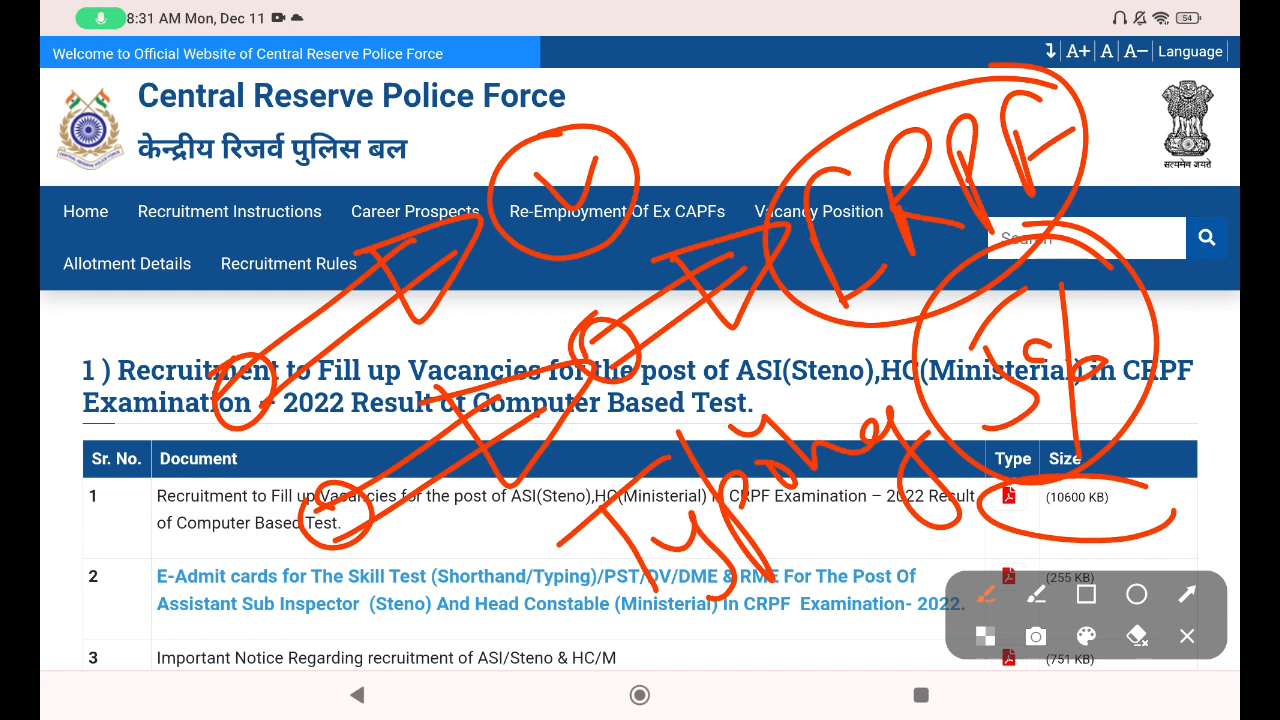 8:31 AM Mon, Dec 11
54
Welcome to Official Website of Central Reserve Police Force
A+ A A− Language
Central Reserve Police Force
केन्द्रीय रिजर्व पुलिस बल
सत्यमेव जयते
CRPF
Home Recruitment Instructions Career Prospects Re-Employment Of Ex CAPFs Vacancy Position
Search
Allotment Details Recruitment Rules
1 ) Recruitment to Fill up Vacancies for the post of ASI(Steno),HC(Ministerial) in CRPF
Examination – 2022 Result of Computer Based Test.
Sr. No. Document Type Size
1 Recruitment to Fill up Vacancies for the post of ASI(Steno),HC(Ministerial) in CRPF Examination – 2022 Result (10600 KB)
of Computer Based Test.
2 E-Admit cards for The Skill Test (Shorthand/Typing)/PST/DV/DME & RME For The Post Of (255 KB)
Assistant Sub Inspector (Steno) And Head Constable (Ministerial) In CRPF Examination- 2022.
3 Important Notice Regarding recruitment of ASI/Steno & HC/M (751 KB)